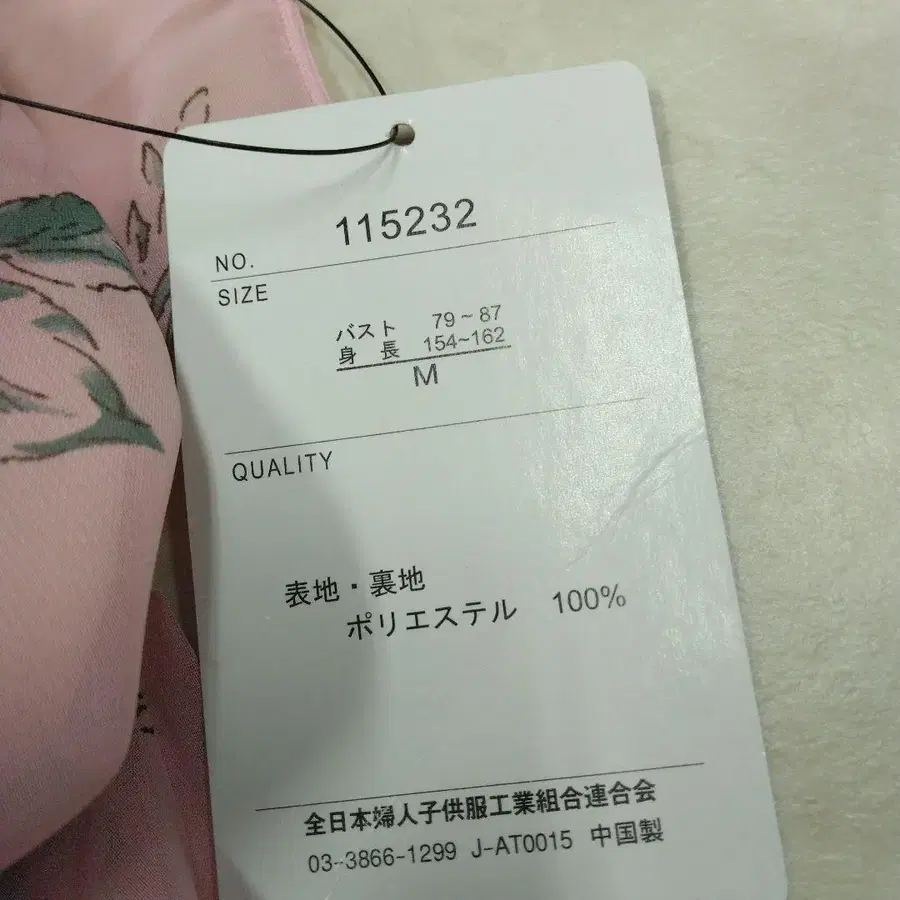 NO. 115232
SIZE
バスト 79~87
身 長 154~162
M
QUALITY
表地・裏地
ポリエステル 100%
全日本婦人子供服工業組合連合会
03-3866-1299 J-AT0015 中国製